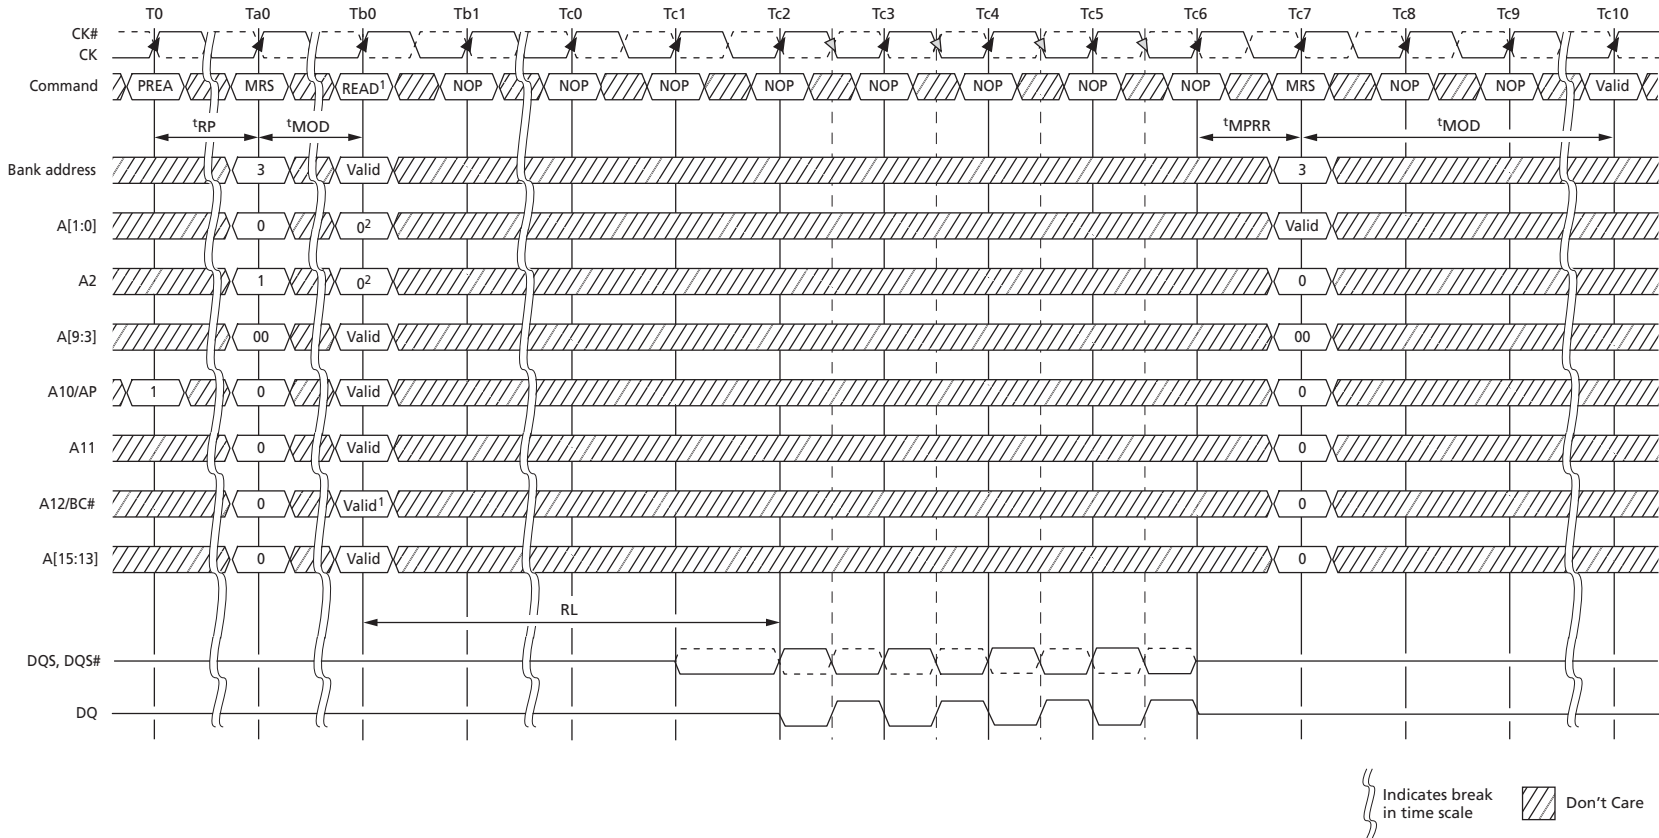 T0 Ta0 Tb0 Tb1 Tc0 Tc1 Tc2 Tc3 Tc4 Tc5 Tc6 Tc7 Tc8 Tc9 Tc10
CK#
CK
Command PREA MRS READ1 NOP NOP NOP NOP NOP NOP NOP NOP MRS NOP NOP Valid
tRP tMOD tMPRR tMOD
Bank address 3 Valid 3
A[1:0] 0 02 Valid
A2 1 02 0
A[9:3] 00 Valid 00
A10/AP 1 0 Valid 0
A11 0 Valid 0
A12/BC# 0 Valid1 0
A[15:13] 0 Valid 0
RL
DQS, DQS#
DQ
Indicates break
in time scale
Don't Care